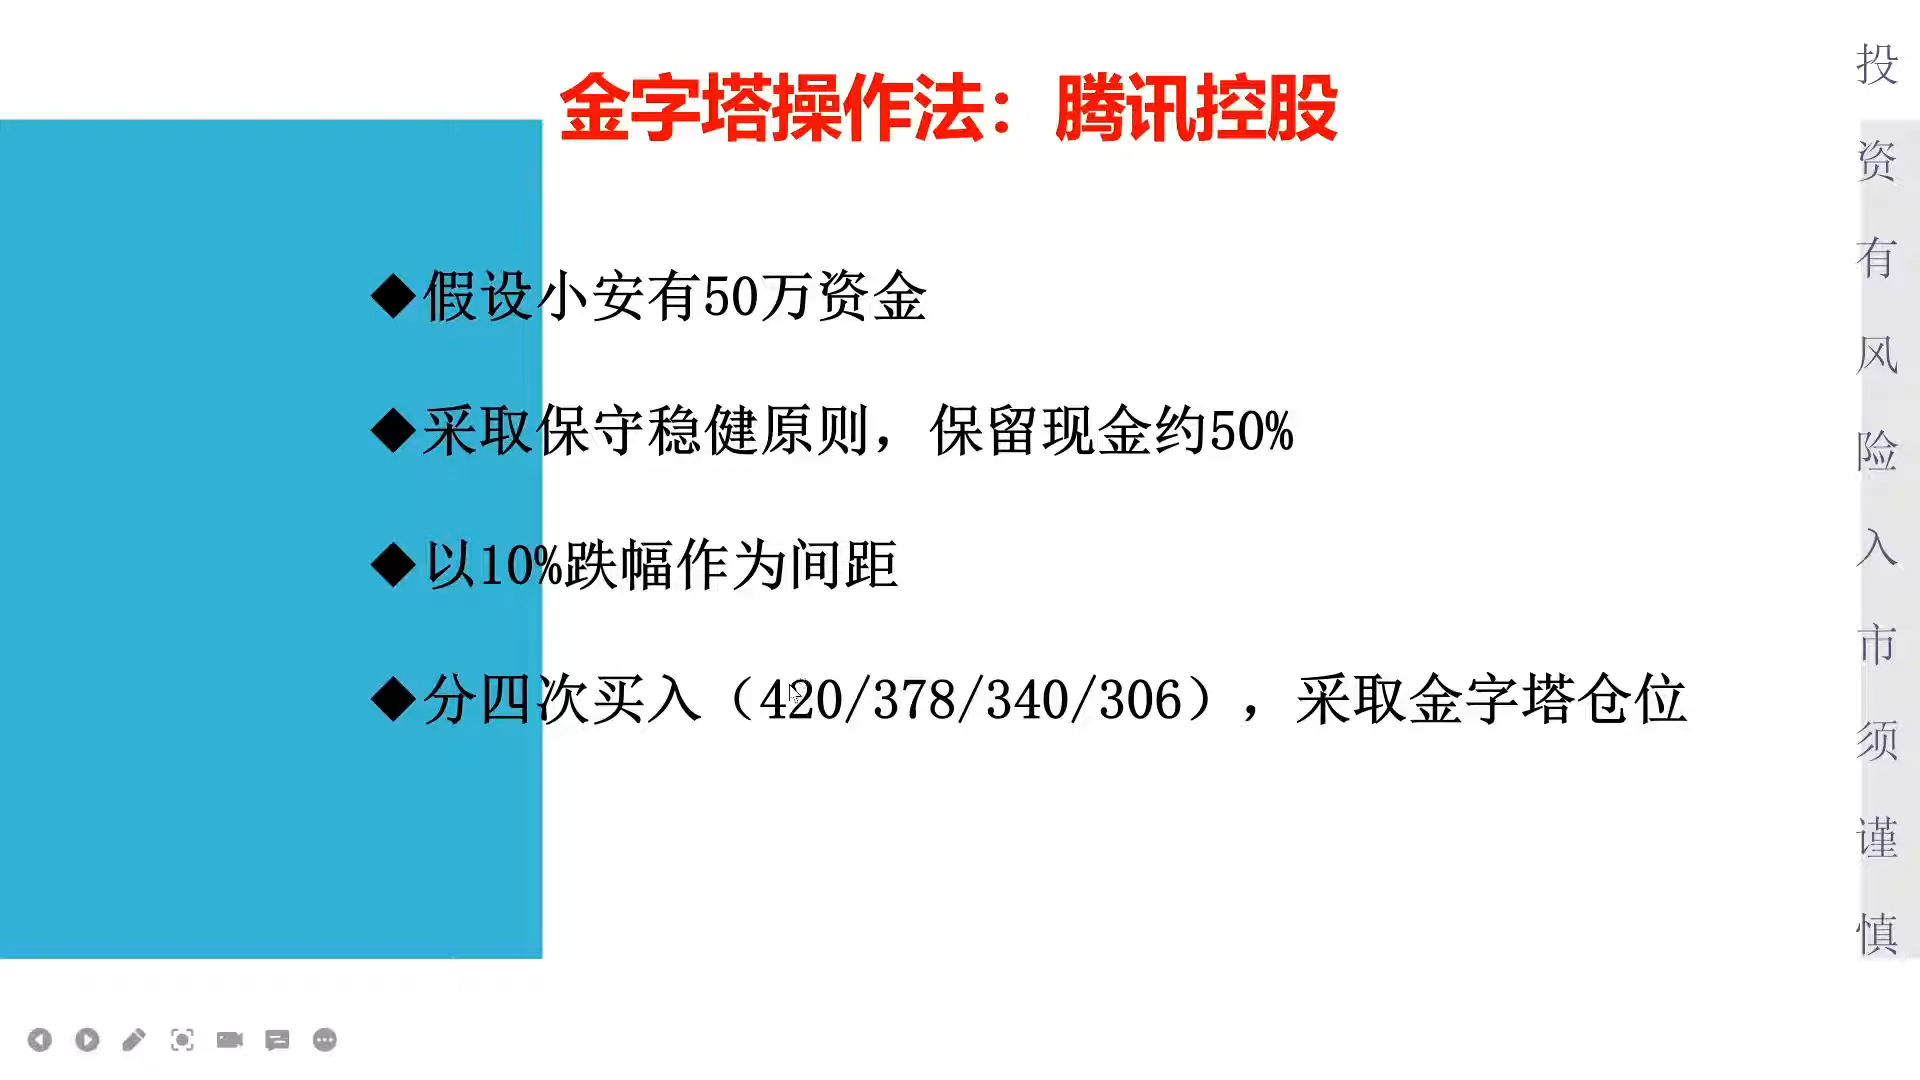 金字塔操作法：腾讯控股
◆假设小安有50万资金
◆采取保守稳健原则，保留现金约50%
◆以10%跌幅作为间距
◆分四次买入（420/378/340/306），采取金字塔仓位
投资有风险入市须谨慎